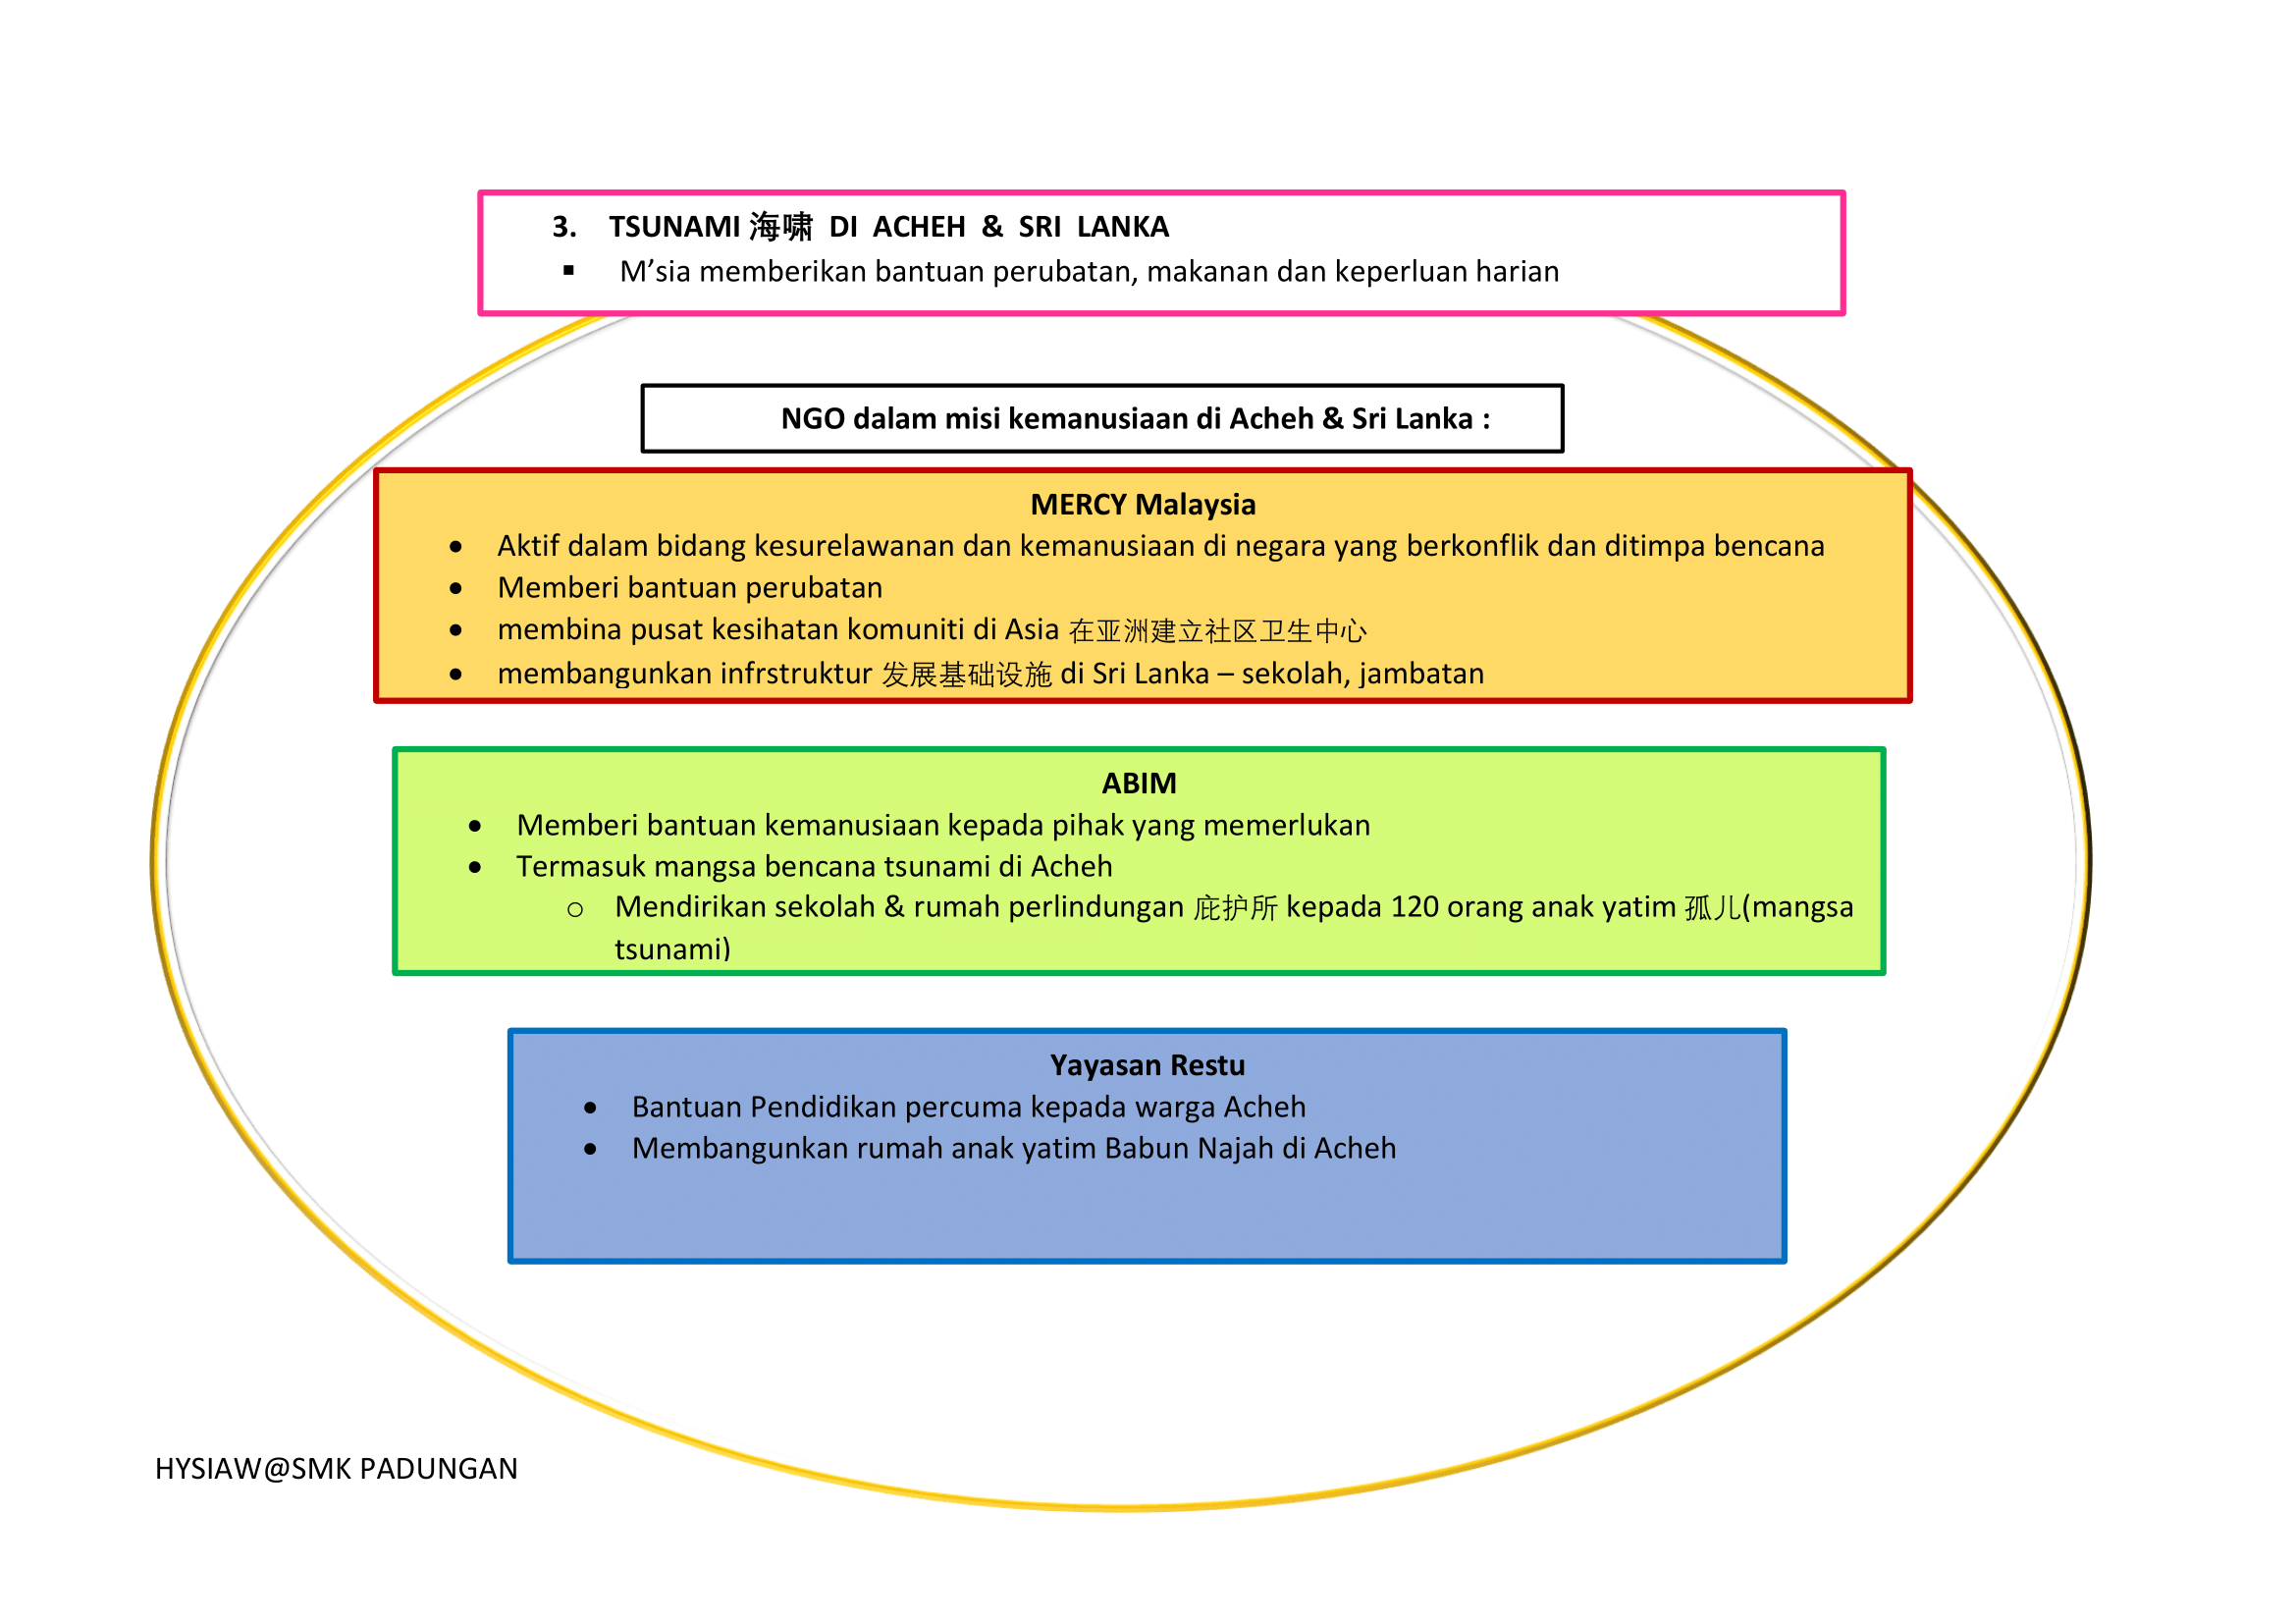 3. TSUNAMI 海啸 DI ACHEH & SRI LANKA
▪ M’sia memberikan bantuan perubatan, makanan dan keperluan harian
NGO dalam misi kemanusiaan di Acheh & Sri Lanka :
MERCY Malaysia
• Aktif dalam bidang kesurelawanan dan kemanusiaan di negara yang berkonflik dan ditimpa bencana
• Memberi bantuan perubatan
• membina pusat kesihatan komuniti di Asia 在亚洲建立社区卫生中心
• membangunkan infrstruktur 发展基础设施 di Sri Lanka – sekolah, jambatan
ABIM
• Memberi bantuan kemanusiaan kepada pihak yang memerlukan
• Termasuk mangsa bencana tsunami di Acheh
○ Mendirikan sekolah & rumah perlindungan 庇护所 kepada 120 orang anak yatim 孤儿(mangsa
tsunami)
Yayasan Restu
• Bantuan Pendidikan percuma kepada warga Acheh
• Membangunkan rumah anak yatim Babun Najah di Acheh
HYSIAW@SMK PADUNGAN